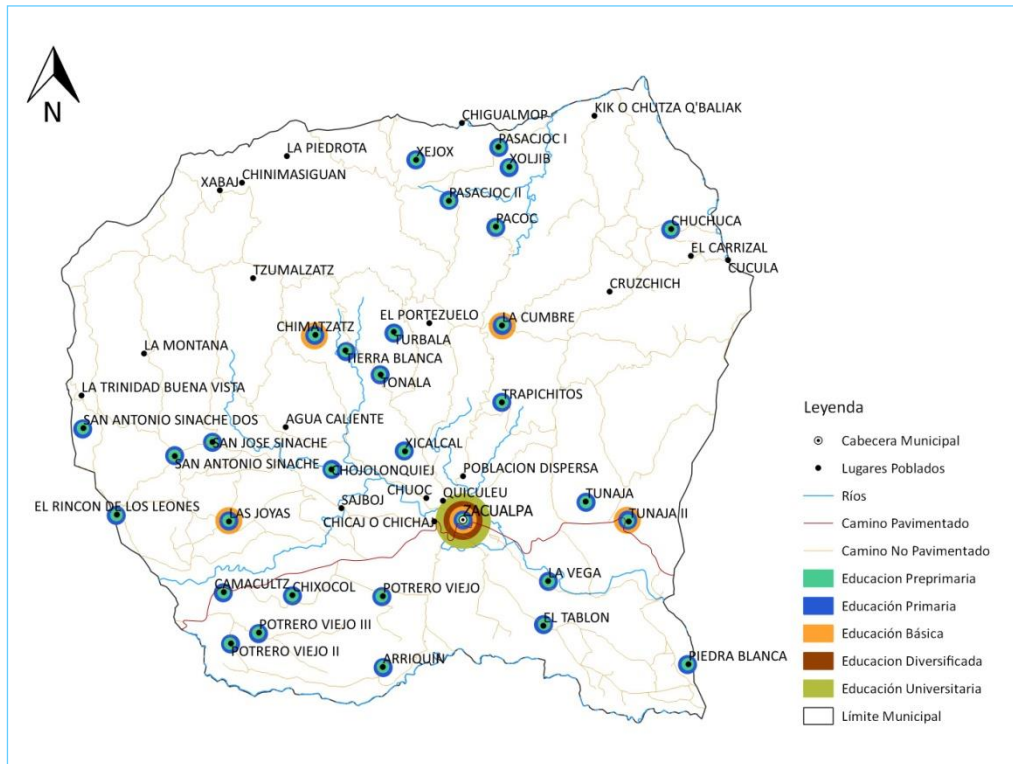 N
KIK O CHUTZA Q'BALIAK
CHIGUALMOP
PASACJOC I
XEJOX
LA PIEDROTA
XOLJIB
CHINIMASIGUAN
XABAJ
PASACJOC II
PACOC
CHUCHUCA
EL CARRIZAL
CUCULA
TZUMALZATZ
CRUZCHICH
EL PORTEZUELO
LA CUMBRE
CHIMATZATZ
TURBALA
LA MONTANA
TIERRA BLANCA
TONALA
LA TRINIDAD BUENA VISTA
TRAPICHITOS
SAN ANTONIO SINACHE DOS
AGUA CALIENTE
SAN JOSE SINACHE
XICALCAL
SAN ANTONIO SINACHE
CHOJOLONQUIEJ
POBLACION DISPERSA
CHUOC
QUICULEU
TUNAJA
EL RINCON DE LOS LEONES
SAJBOJ
LAS JOYAS
ZACUALPA
CHICAJ O CHICHAJ
TUNAJA II
LA VEGA
CAMACULTZ
CHIXOCOL
POTRERO VIEJO
EL TABLON
POTRERO VIEJO III
POTRERO VIEJO II
ARRIQUIN
PIEDRA BLANCA
Leyenda
Cabecera Municipal
Lugares Poblados
Ríos
Camino Pavimentado
Camino No Pavimentado
Educacion Preprimaria
Educación Primaria
Educación Básica
Educacion Diversificada
Educación Universitaria
Límite Municipal